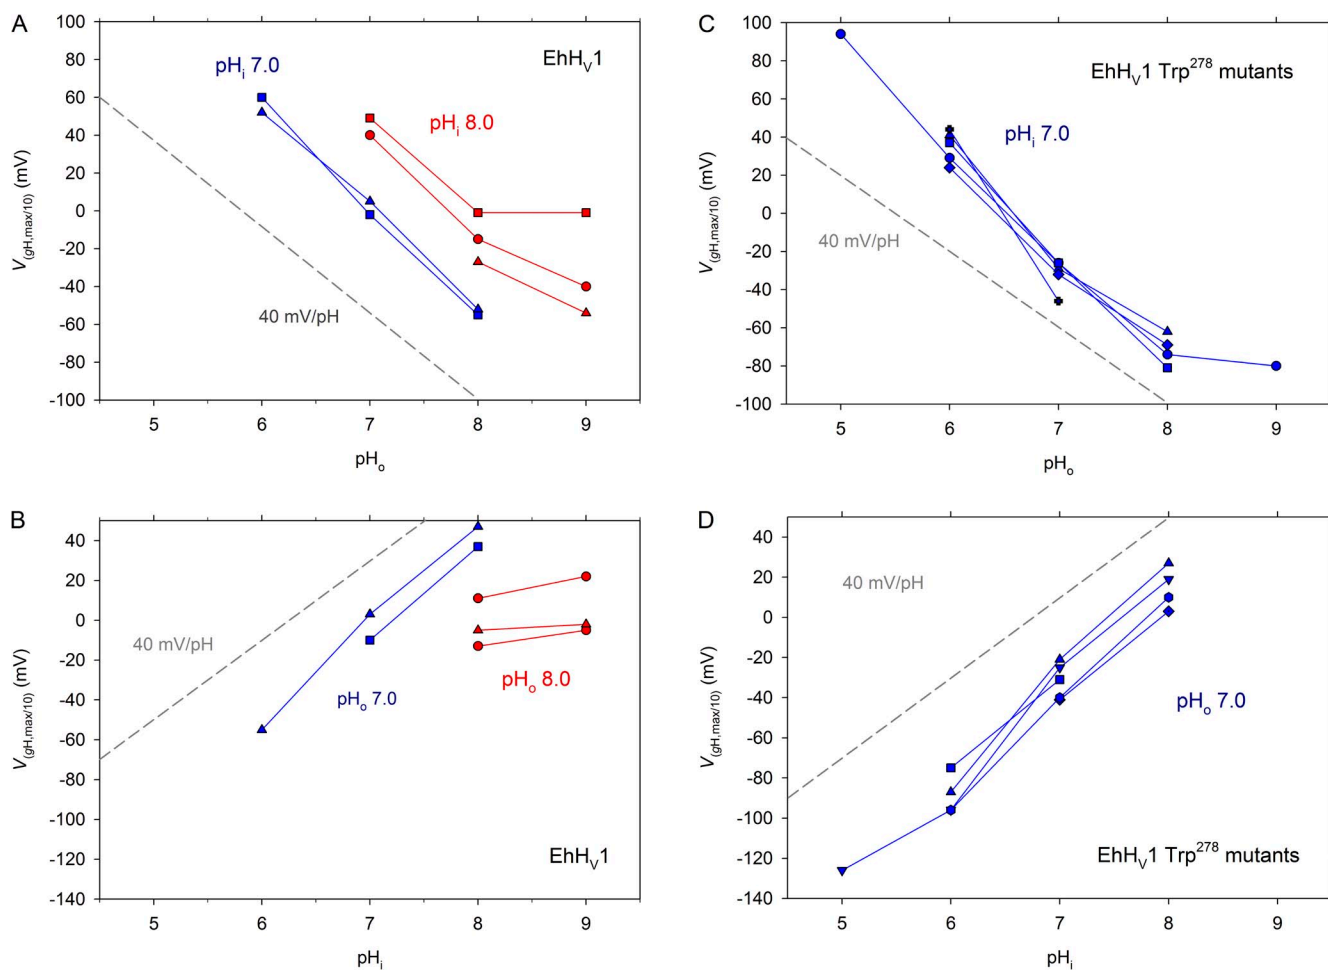 A
EhHV1
pHi 7.0
pHi 8.0
40 mV/pH
V(gH,max/10) (mV)
100
80
60
40
20
0
-20
-40
-60
-80
-100
5 6 7 8 9
pHo
C
EhHV1 Trp278 mutants
pHi 7.0
40 mV/pH
V(gH,max/10) (mV)
100
80
60
40
20
0
-20
-40
-60
-80
-100
5 6 7 8 9
pHo
B
40 mV/pH
pHo 7.0
pHo 8.0
EhHV1
V(gH,max/10) (mV)
40
20
0
-20
-40
-60
-80
-100
-120
-140
5 6 7 8 9
pHi
D
40 mV/pH
pHo 7.0
EhHV1 Trp278 mutants
V(gH,max/10) (mV)
40
20
0
-20
-40
-60
-80
-100
-120
-140
5 6 7 8 9
pHi